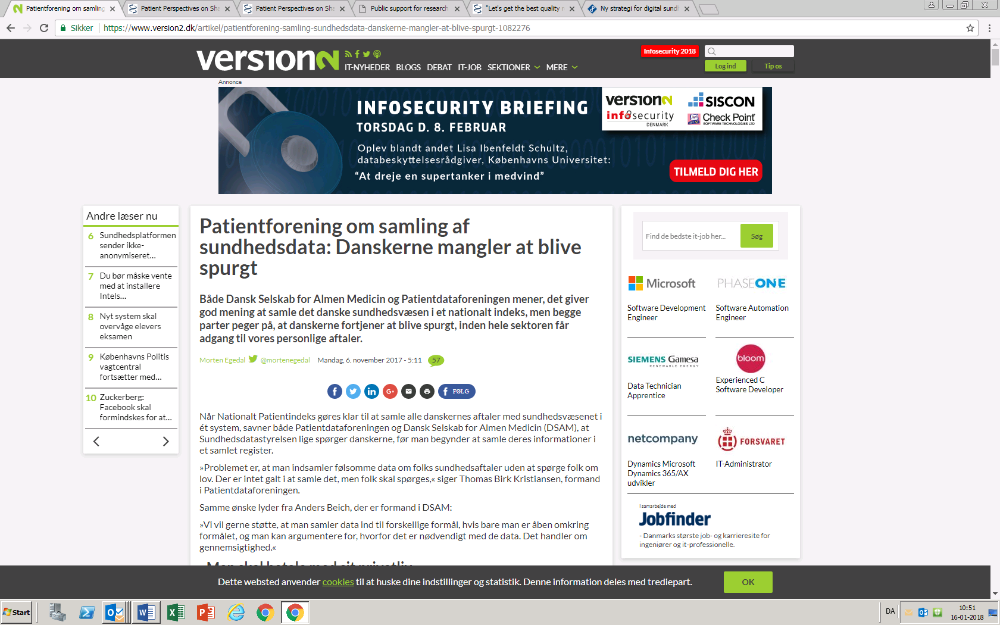 Patientforening om samling
Patient Perspectives on Sha
Patient Perspectives on Sha
Public support for research
"Let's get the best quality r
Ny strategi for digital sund
Sikker
https://www.version2.dk/artikel/patientforening-samling-sundhedsdata-danskerne-mangler-at-blive-spurgt-1082276
version2
IT-NYHEDER BLOGS DEBAT IT-JOB SEKTIONER MERE
Infosecurity 2018
Log ind
Tip os
Annonce
INFOSECURITY BRIEFING
TORSDAG D. 8. FEBRUAR
Oplev blandt andet Lisa Ibenfeldt Schultz,
databeskyttelsesrådgiver, Københavns Universitet:
“At dreje en supertanker i medvind”
version2
SISCON
infosecurity
DENMARK
Check Point
SOFTWARE TECHNOLOGIES LTD
TILMELD DIG HER
Andre læser nu
6 Sundhedsplatformen
sender ikke-
anonymiseret...
7 Du bør måske vente
med at installere
Intels...
8 Nyt system skal
overvåge elevers
eksamen
9 Københavns Politis
vagtcentral
fortsætter med...
10 Zuckerberg:
Facebook skal
formindskes for at...
Patientforening om samling af
sundhedsdata: Danskerne mangler at blive
spurgt
Både Dansk Selskab for Almen Medicin og Patientdataforeningen mener, det giver
god mening at samle det danske sundhedsvæsen i et nationalt indeks, men begge
parter peger på, at danskerne fortjener at blive spurgt, inden hele sektoren får
adgang til vores personlige aftaler.
Morten Egedal @mortenegedal Mandag, 6. november 2017 - 5:11 57
FØLG
Når Nationalt Patientindeks gøres klar til at samle alle danskernes aftaler med sundhedsvæsenet i
ét system, savner både Patientdataforeningen og Dansk Selskab for Almen Medicin (DSAM), at
Sundhedsdatastyrelsen lige spørger danskerne, før man begynder at samle deres informationer i
et samlet register.
»Problemet er, at man indsamler følsomme data om folks sundhedsaftaler uden at spørge folk om
lov. Der er intet galt i at samle det, men folk skal spørges,« siger Thomas Birk Kristiansen, formand
i Patientdataforeningen.
Samme ønske lyder fra Anders Beich, der er formand i DSAM:
»Vi vil gerne støtte, at man samler data ind til forskellige formål, hvis bare man er åben omkring
formålet, og man kan argumentere for, hvorfor det er nødvendigt med de data. Det handler om
gennemsigtighed.«
Man skal betale med sit privatliv
Find de bedste it-job her...
Søg
Microsoft
Software Development
Engineer
PHASEONE
Software Automation
Engineer
SIEMENS Gamesa
RENEWABLE ENERGY
Data Technician
Apprentice
bloom
Experienced C
Software Developer
netcompany
Dynamics Microsoft
Dynamics 365/AX
udvikler
FORSVARET
IT-Administrator
I samarbejde med
Jobfinder
- Danmarks største job- og karrieresite for
ingeniører og it-professionelle.
Dette websted anvender cookies til at huske dine indstillinger og statistik. Denne information deles med trediepart.
OK
Start
DA
10:51
16-01-2018